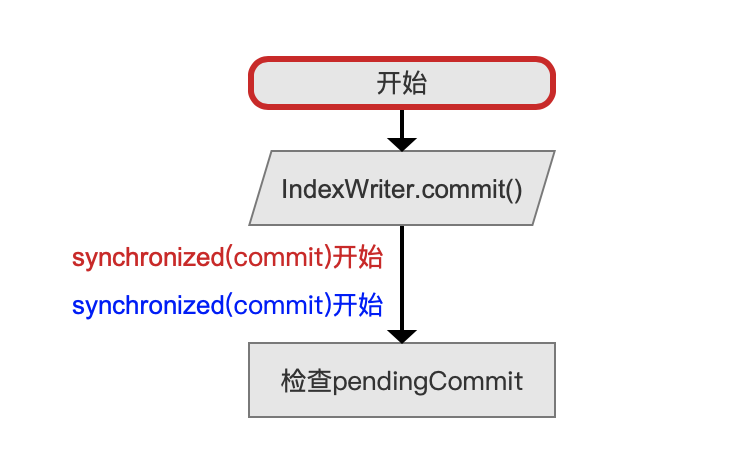 开始
IndexWriter.commit()
synchronized(commit)开始
synchronized(commit)开始
检查pendingCommit